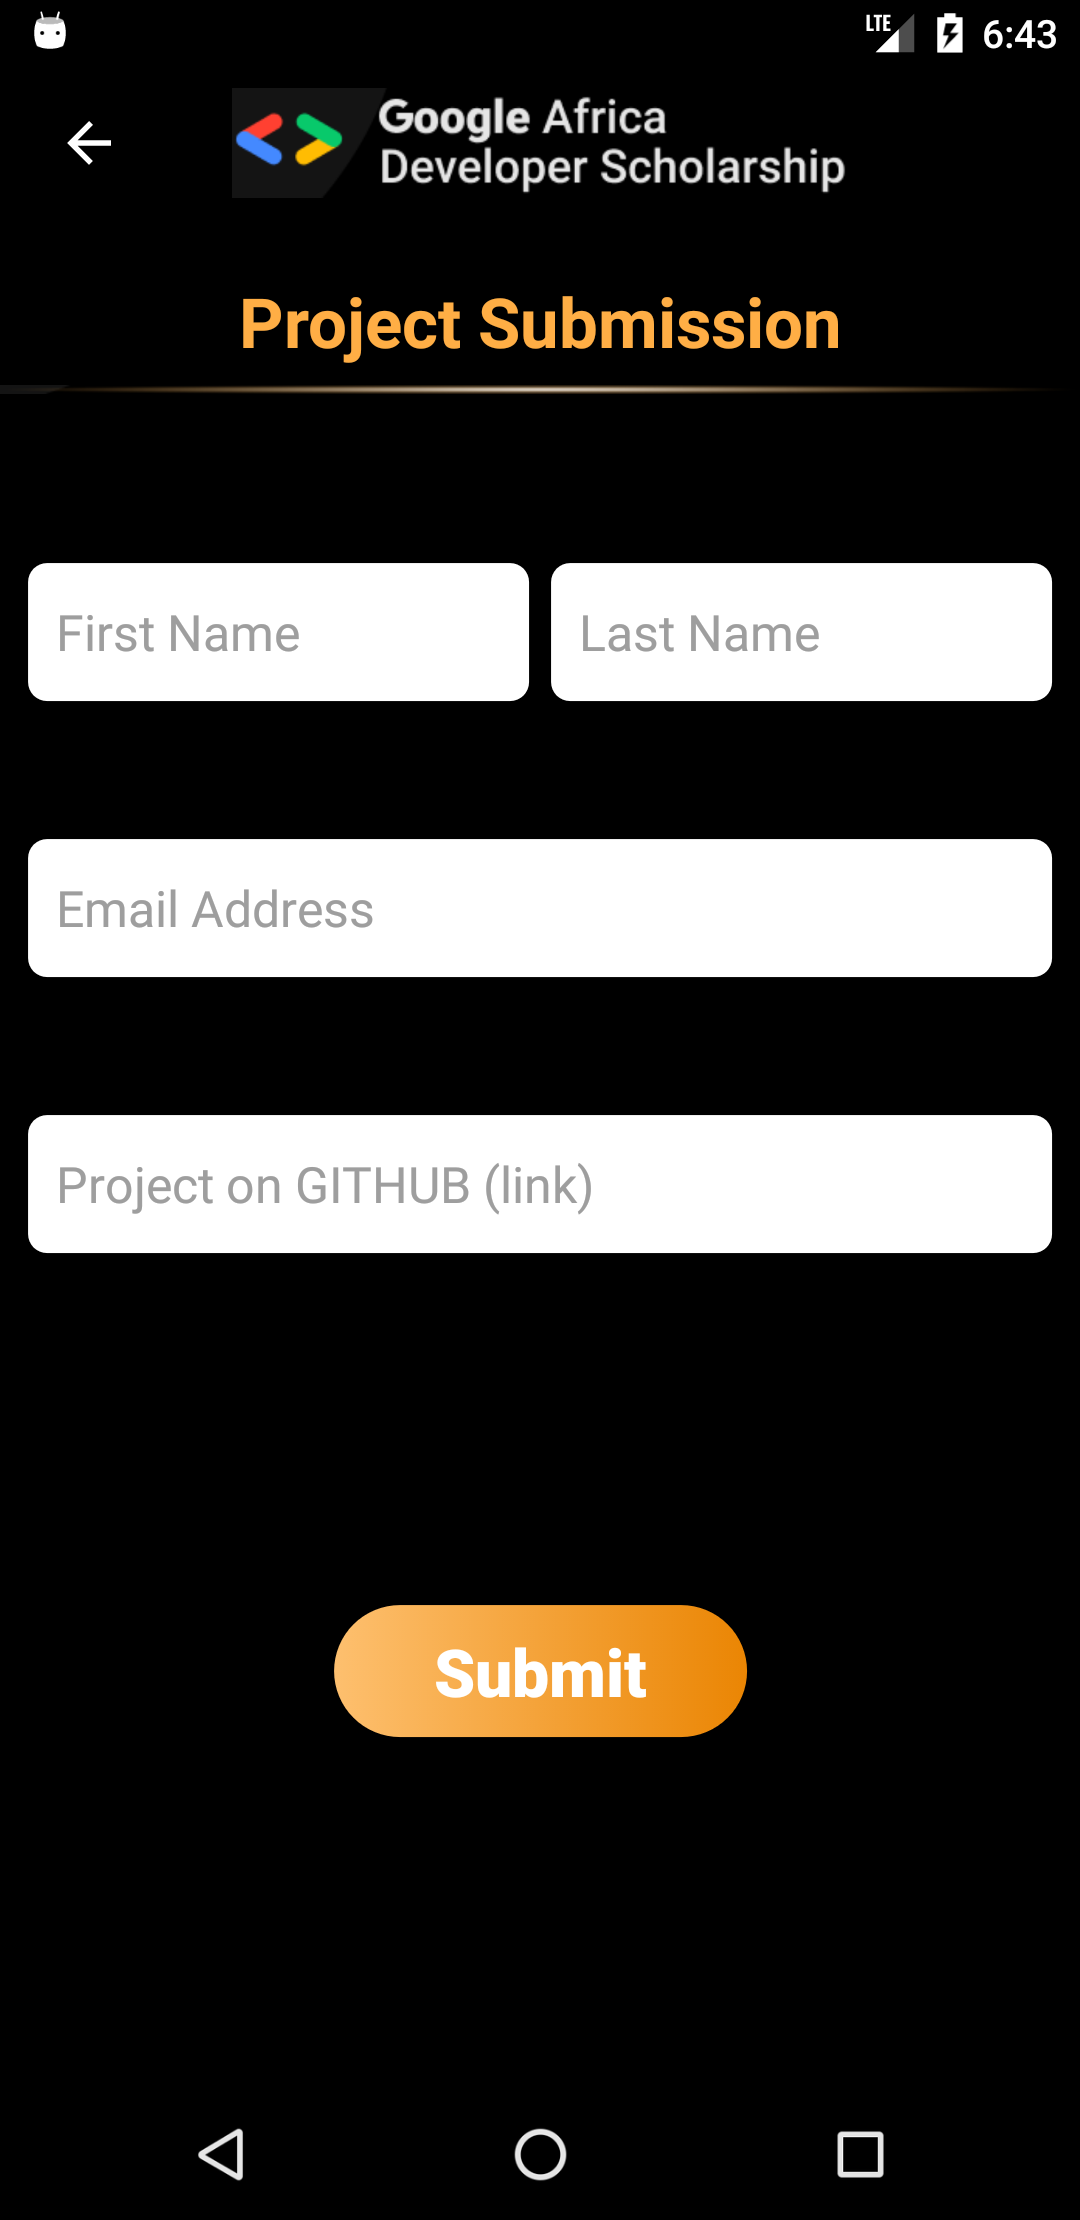 LTE 6:43
Google Africa
Developer Scholarship
Project Submission
First Name Last Name
Email Address
Project on GITHUB (link)
Submit